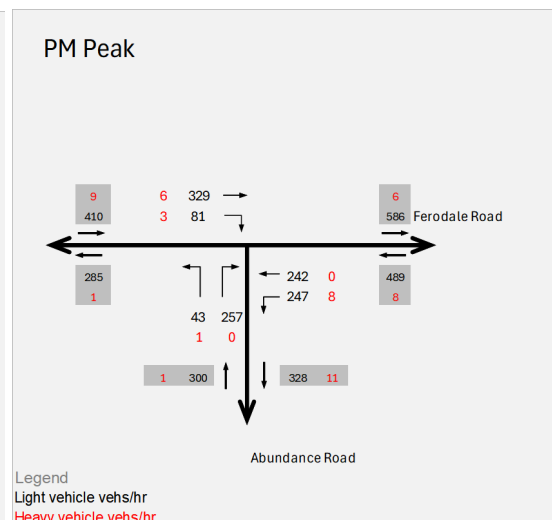 PM Peak
9 6 329 6
410 3 81 586 Ferodale Road
285 242 0 489
1 247 8 8
43 257
1 0
1 300 328 11
Abundance Road
Legend
Light vehicle vehs/hr
Heavy vehicle vehs/hr